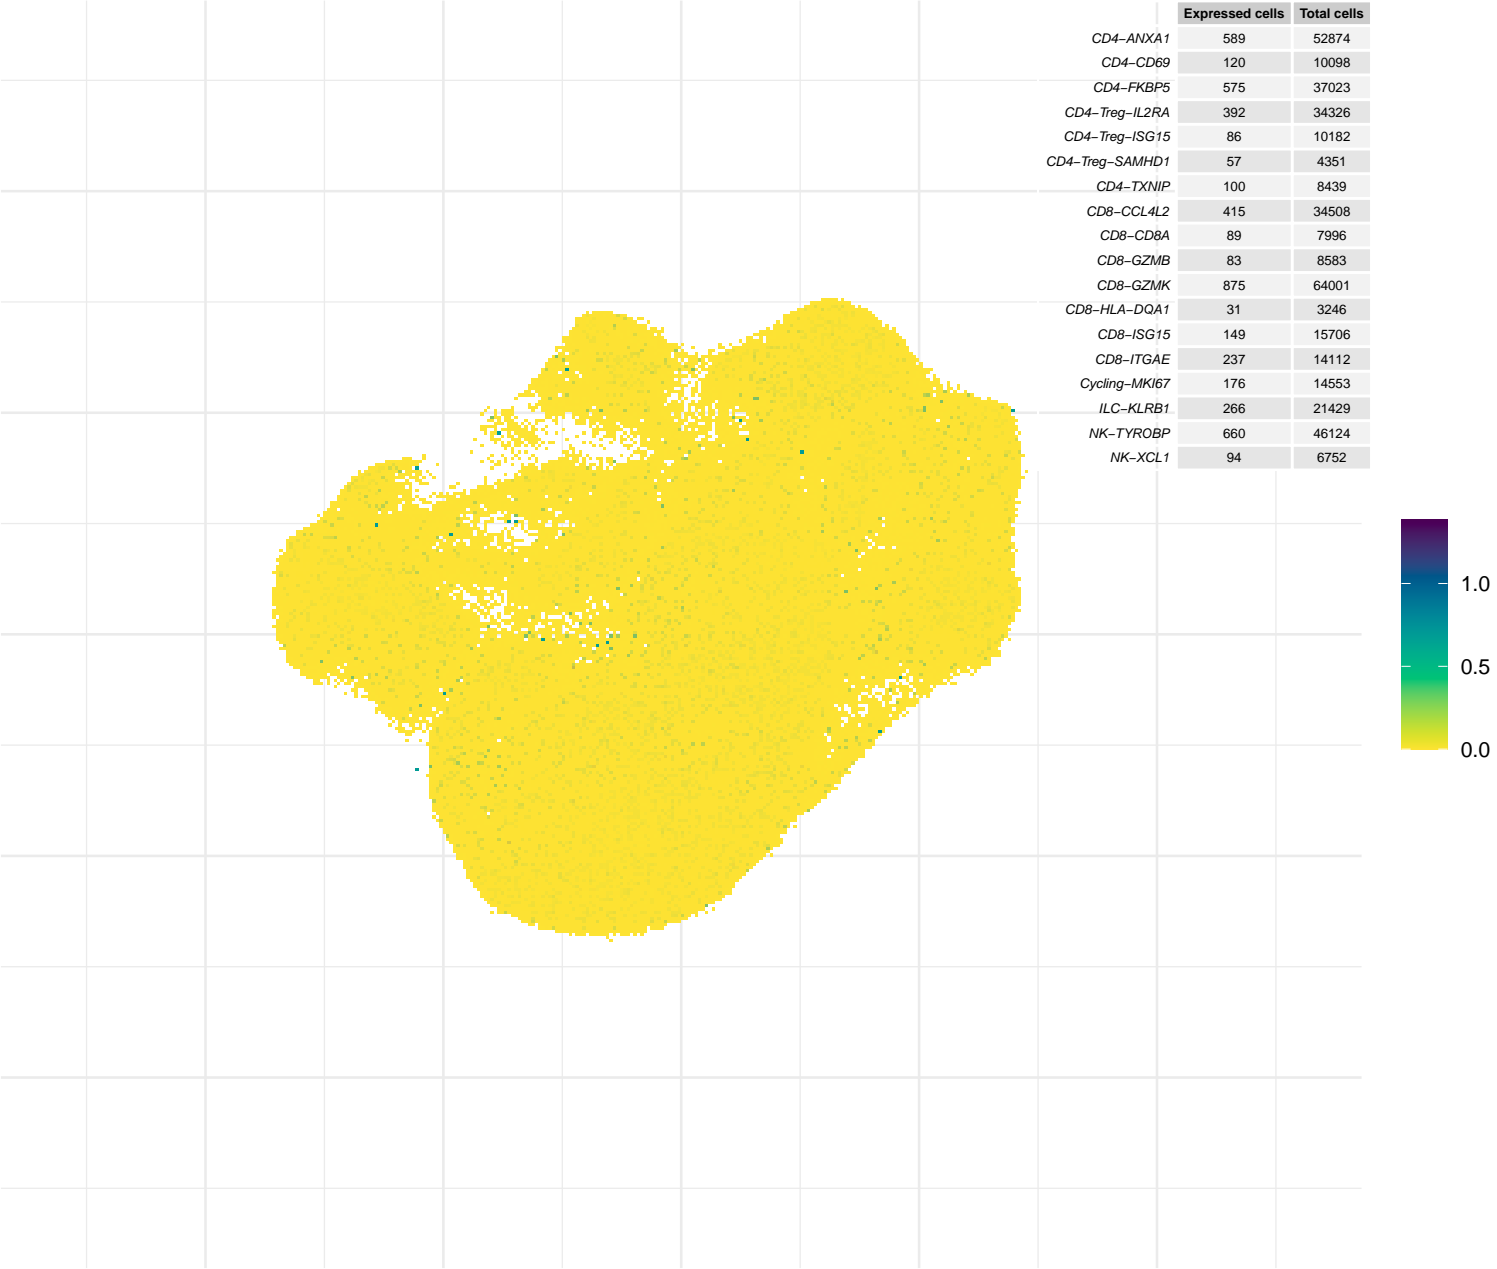 Expressed cells Total cells
CD4−ANXA1 589 52874
CD4−CD69 120 10098
CD4−FKBP5 575 37023
CD4−Treg−IL2RA 392 34326
CD4−Treg−ISG15 86 10182
CD4−Treg−SAMHD1 57 4351
CD4−TXNIP 100 8439
CD8−CCL4L2 415 34508
CD8−CD8A 89 7996
CD8−GZMB 83 8583
CD8−GZMK 875 64001
CD8−HLA−DQA1 31 3246
CD8−ISG15 149 15706
CD8−ITGAE 237 14112
Cycling−MKI67 176 14553
ILC−KLRB1 266 21429
NK−TYROBP 660 46124
NK−XCL1 94 6752
1.0
0.5
0.0